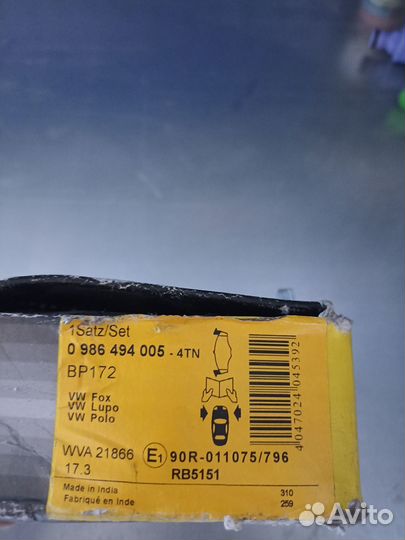 1Satz/Set
0 986 494 005 - 4TN
BP172
VW Fox
VW Lupo
VW Polo
WVA 21866
17.3
E1 90R-011075/796
RB5151
Made in India
Fabriqué en Inde
310
259
4047024045392
Avito